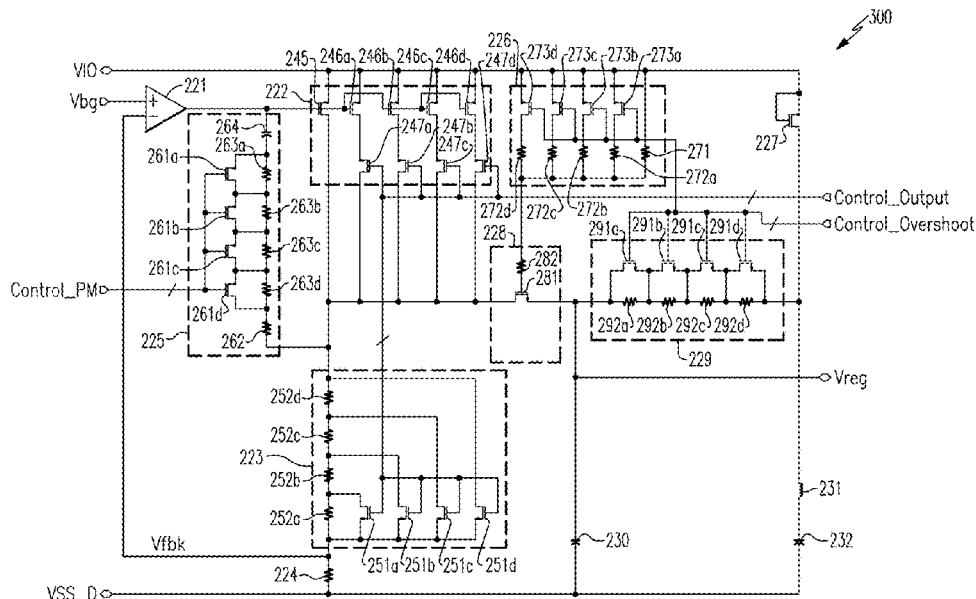 300
245
246a
246b
246c
246d
247d
226
273d
273c
273b
273a
VIO
Vbg
221
222
264
263a
261a
247a
247b
247c
271
227
272d
272c
272b
272a
Control_Output
Control_Overshoot
261b
263b
261c
263c
228
291a
291b
291c
291d
282
281
Control_PM
263d
261d
262
225
292a
292b
292c
292d
229
Vreg
252d
252c
223
252b
252a
231
Vfbk
251a
251b
251c
251d
230
232
224
VSS_D